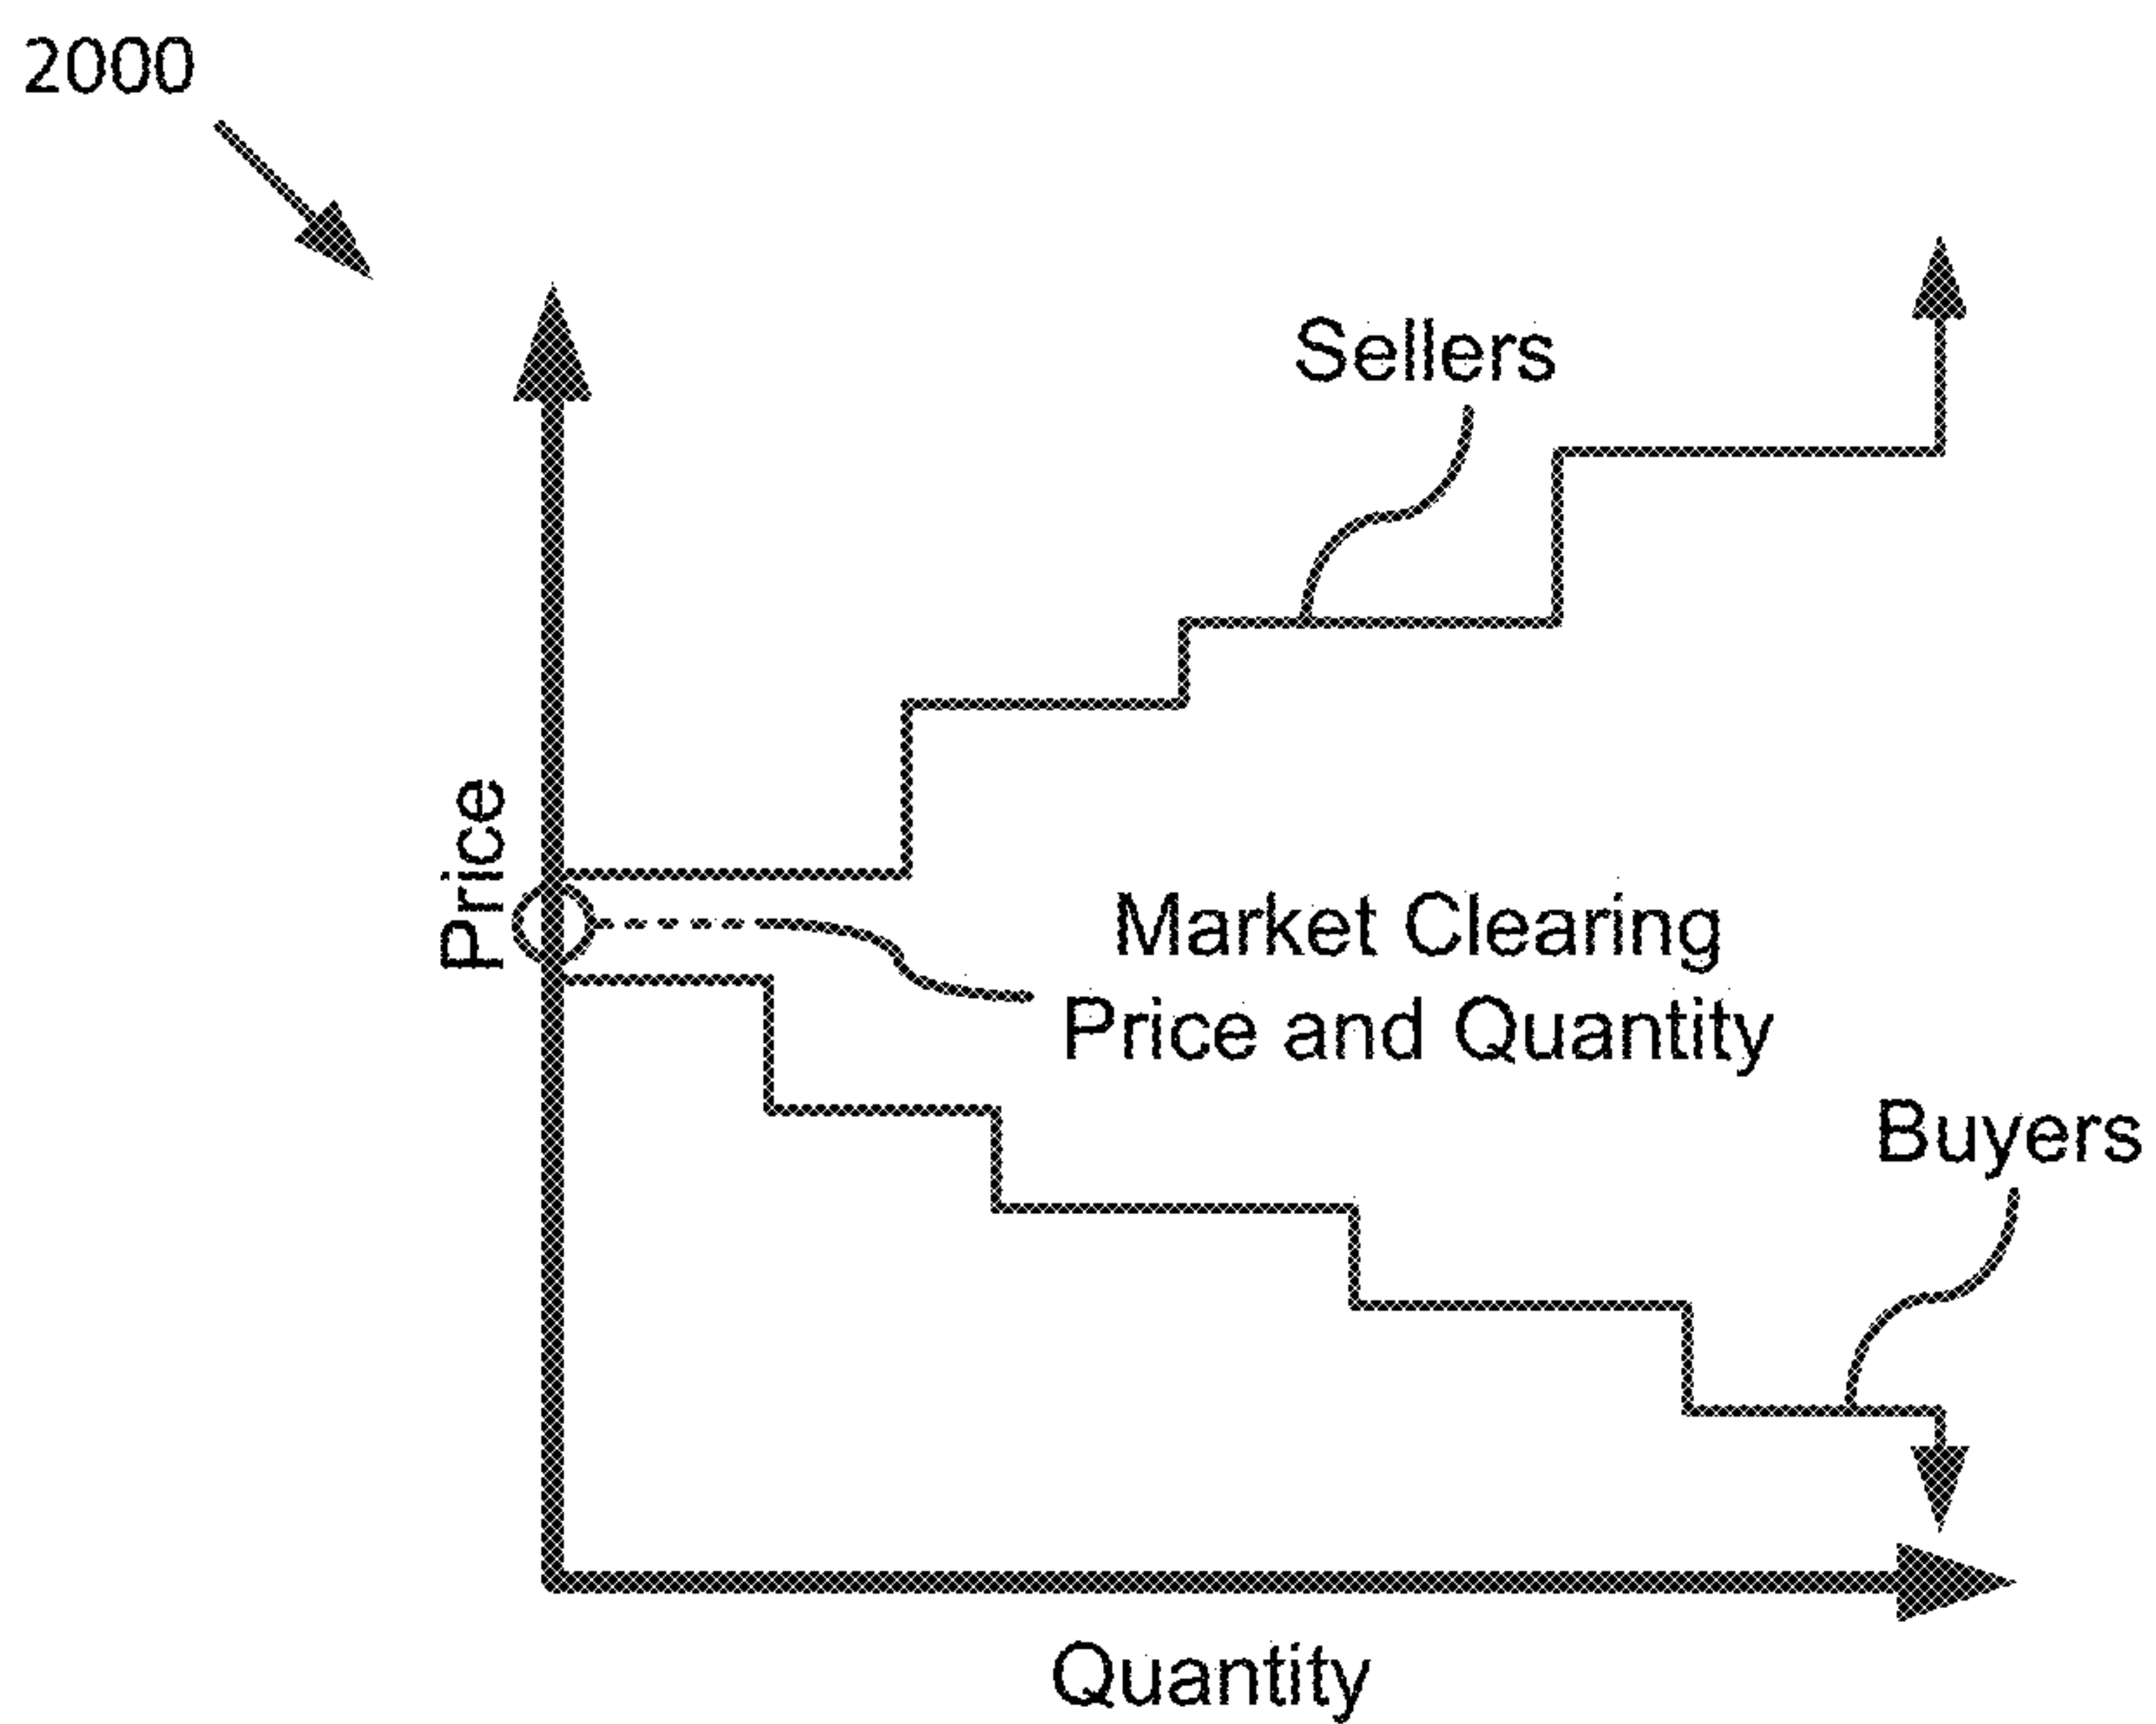 2000
Sellers
Price
Market Clearing
Price and Quantity
Buyers
Quantity